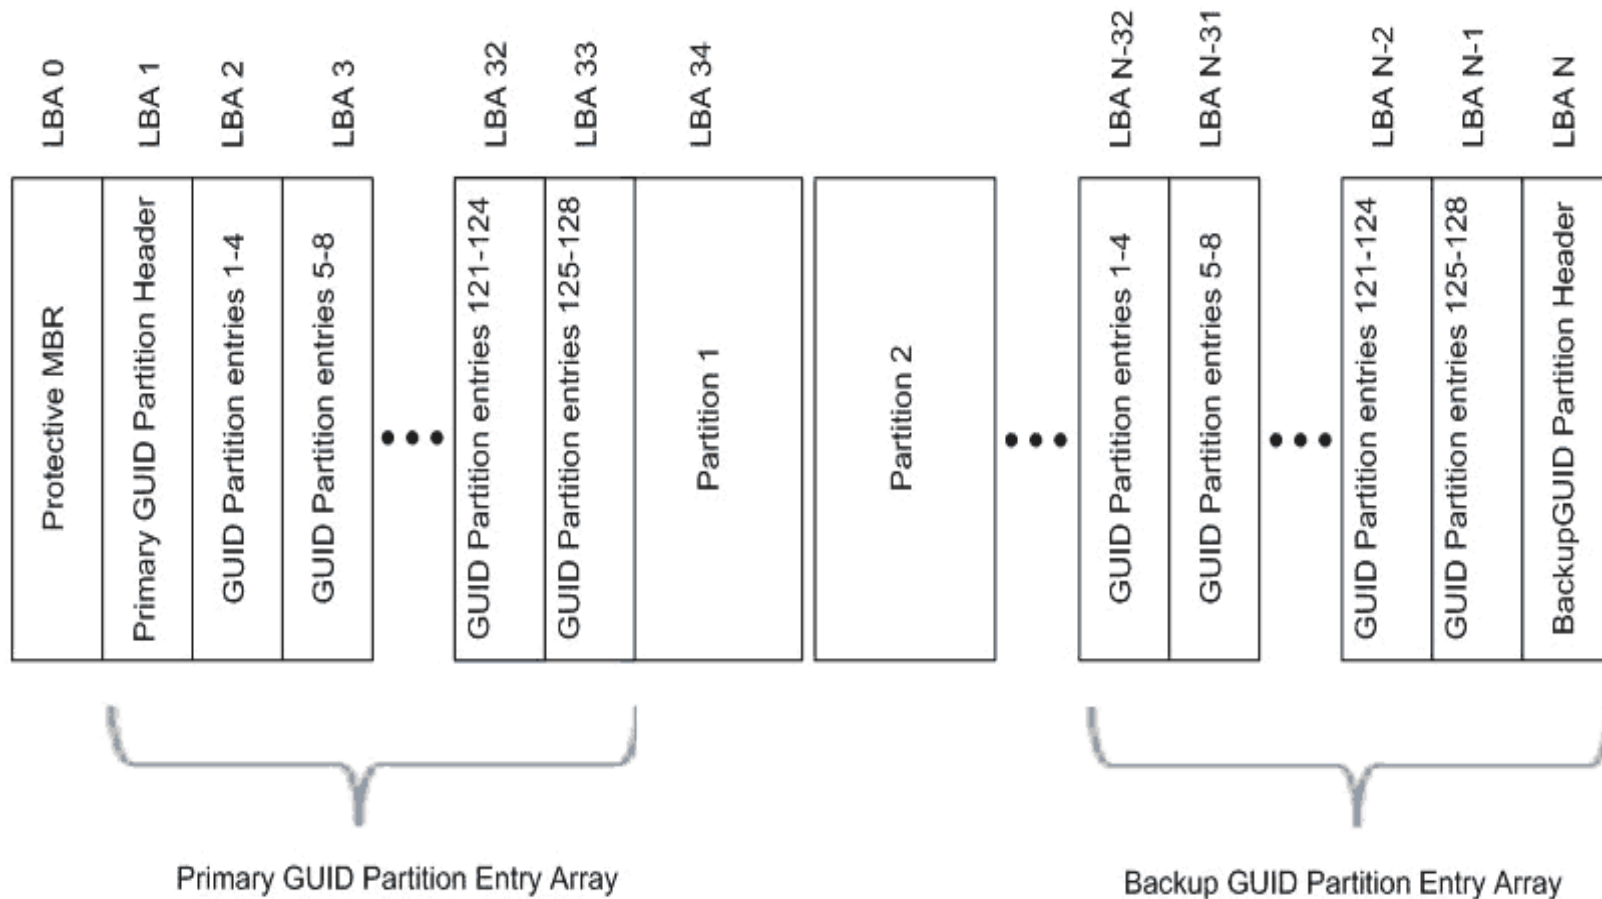 LBA 0
LBA 1
LBA 2
LBA 3
LBA 32
LBA 33
LBA 34
LBA N-32
LBA N-31
LBA N-2
LBA N-1
LBA N
Protective MBR
Primary GUID Partition Header
GUID Partition entries 1-4
GUID Partition entries 5-8
GUID Partition entries 121-124
GUID Partition entries 125-128
Partition 1
Partition 2
GUID Partition entries 1-4
GUID Partition entries 5-8
GUID Partition entries 121-124
GUID Partition entries 125-128
BackupGUID Partition Header
Primary GUID Partition Entry Array
Backup GUID Partition Entry Array